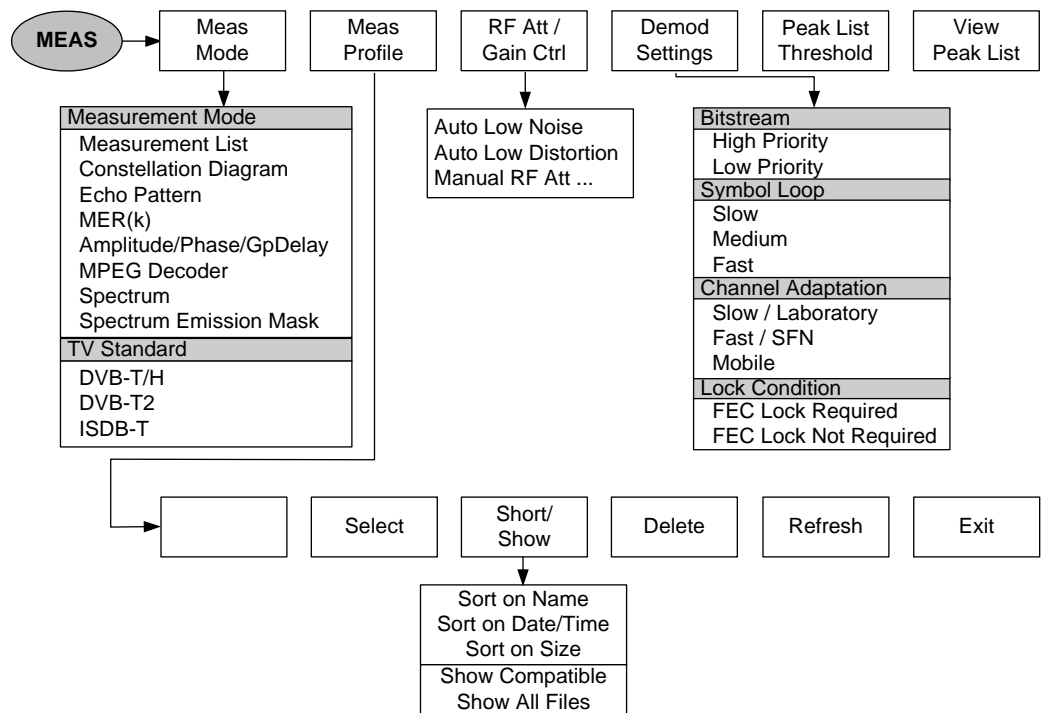 MEAS
Meas
Mode
Meas
Profile
RF Att /
Gain Ctrl
Demod
Settings
Peak List
Threshold
View
Peak List
Measurement Mode
Measurement List
Constellation Diagram
Echo Pattern
MER(k)
Amplitude/Phase/GpDelay
MPEG Decoder
Spectrum
Spectrum Emission Mask
TV Standard
DVB-T/H
DVB-T2
ISDB-T
Auto Low Noise
Auto Low Distortion
Manual RF Att ...
Bitstream
High Priority
Low Priority
Symbol Loop
Slow
Medium
Fast
Channel Adaptation
Slow / Laboratory
Fast / SFN
Mobile
Lock Condition
FEC Lock Required
FEC Lock Not Required
Select
Short/
Show
Delete
Refresh
Exit
Sort on Name
Sort on Date/Time
Sort on Size
Show Compatible
Show All Files